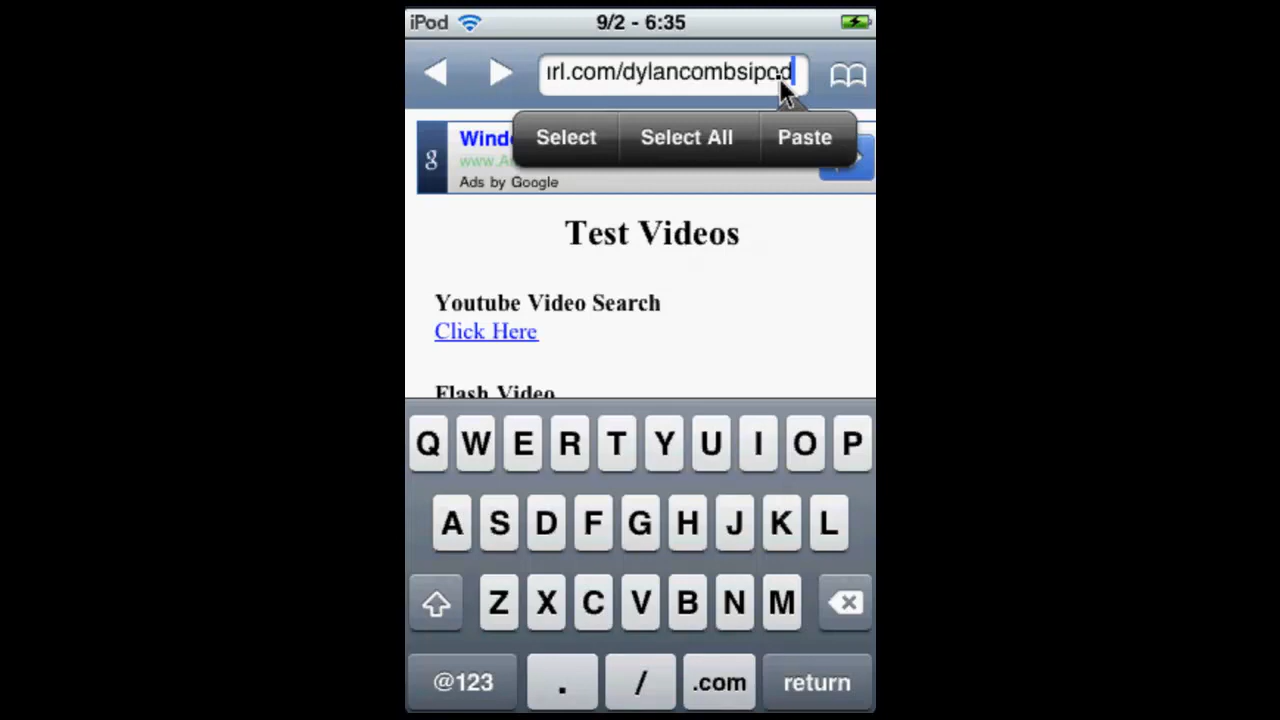 iPod 9/2 - 6:35
rl.com/dylancombsipod
Select Select All Paste
g
Ads by Google
Test Videos
Youtube Video Search
Click Here
Flash Video
Q W E R T Y U I O P
A S D F G H J K L
Z X C V B N M
@123 . / .com return